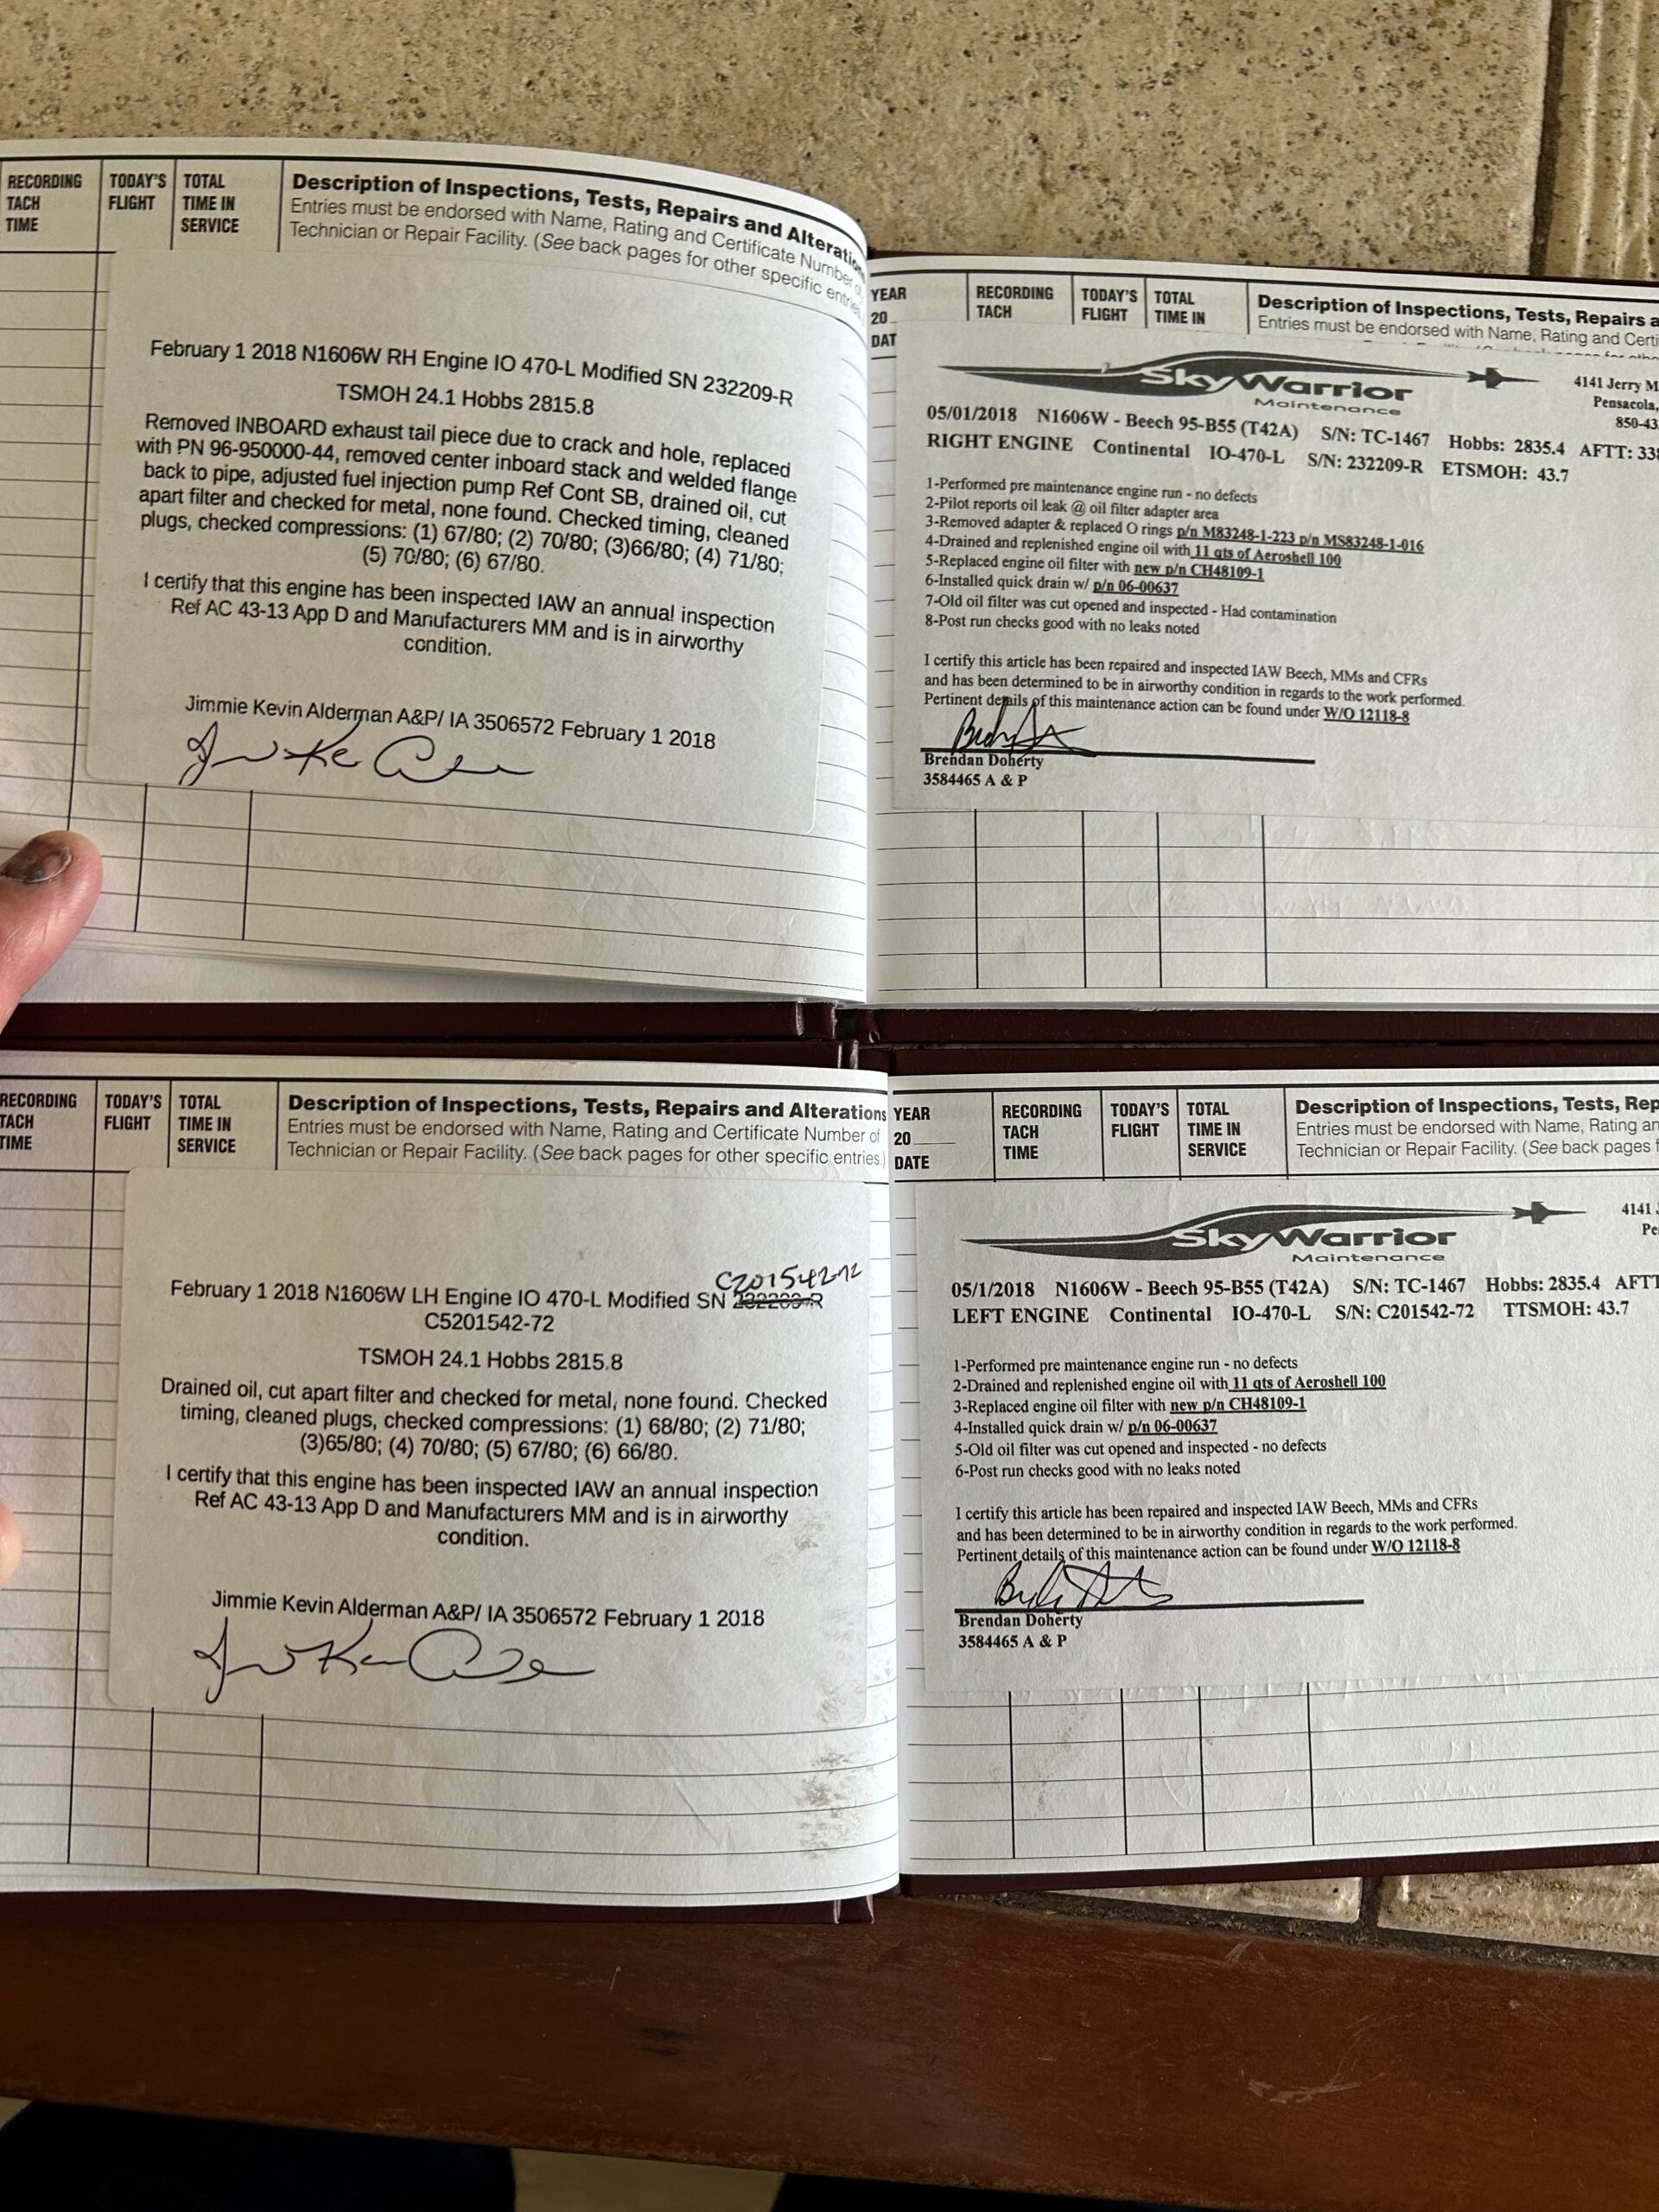 RECORDING TACH TIME
TODAY'S FLIGHT
TOTAL TIME IN SERVICE
Description of Inspections, Tests, Repairs and Alterations
Entries must be endorsed with Name, Rating and Certificate Number of
Technician or Repair Facility. (See back pages for other specific entries.)
February 1 2018 N1606W RH Engine IO 470-L Modified SN 232209-R
TSMOH 24.1 Hobbs 2815.8
Removed INBOARD exhaust tail piece due to crack and hole, replaced
with PN 96-950000-44, removed center inboard stack and welded flange
back to pipe, adjusted fuel injection pump Ref Cont SB, drained oil, cut
apart filter and checked for metal, none found. Checked timing, cleaned
plugs, checked compressions: (1) 67/80; (2) 70/80; (3)66/80; (4) 71/80;
(5) 70/80; (6) 67/80.
I certify that this engine has been inspected IAW an annual inspection
Ref AC 43-13 App D and Manufacturers MM and is in airworthy
condition.
Jimmie Kevin Alderman A&P/ IA 3506572 February 1 2018
YEAR 20 DAT
RECORDING TACH
TODAY'S FLIGHT
TOTAL TIME IN
Description of Inspections, Tests, Repairs a
Entries must be endorsed with Name, Rating and Certi
SkyWarrior
Maintenance
4141 Jerry M
Pensacola,
850-43
05/01/2018 N1606W - Beech 95-B55 (T42A) S/N: TC-1467 Hobbs: 2835.4 AFTT: 338
RIGHT ENGINE Continental IO-470-L S/N: 232209-R ETSMOH: 43.7
1-Performed pre maintenance engine run - no defects
2-Pilot reports oil leak @ oil filter adapter area
3-Removed adapter & replaced O rings p/n M83248-1-223 p/n MS83248-1-016
4-Drained and replenished engine oil with 11 qts of Aeroshell 100
5-Replaced engine oil filter with new p/n CH48109-1
6-Installed quick drain w/ p/n 06-00637
7-Old oil filter was cut opened and inspected - Had contamination
8-Post run checks good with no leaks noted
I certify this article has been repaired and inspected IAW Beech, MMs and CFRs
and has been determined to be in airworthy condition in regards to the work performed.
Pertinent details of this maintenance action can be found under W/O 12118-8
Brendan Doherty
3584465 A & P
RECORDING TACH TIME
TODAY'S FLIGHT
TOTAL TIME IN SERVICE
Description of Inspections, Tests, Repairs and Alterations
Entries must be endorsed with Name, Rating and Certificate Number of
Technician or Repair Facility. (See back pages for other specific entries.)
C201542-72
February 1 2018 N1606W LH Engine IO 470-L Modified SN 232209-R
C5201542-72
TSMOH 24.1 Hobbs 2815.8
Drained oil, cut apart filter and checked for metal, none found. Checked
timing, cleaned plugs, checked compressions: (1) 68/80; (2) 71/80;
(3)65/80; (4) 70/80; (5) 67/80; (6) 66/80.
I certify that this engine has been inspected IAW an annual inspection
Ref AC 43-13 App D and Manufacturers MM and is in airworthy
condition.
Jimmie Kevin Alderman A&P/ IA 3506572 February 1 2018
YEAR 20 DATE
RECORDING TACH TIME
TODAY'S FLIGHT
TOTAL TIME IN SERVICE
Description of Inspections, Tests, Rep
Entries must be endorsed with Name, Rating an
Technician or Repair Facility. (See back pages f
SkyWarrior
Maintenance
4141 J
Pe
05/1/2018 N1606W - Beech 95-B55 (T42A) S/N: TC-1467 Hobbs: 2835.4 AFTT
LEFT ENGINE Continental IO-470-L S/N: C201542-72 TTSMOH: 43.7
1-Performed pre maintenance engine run - no defects
2-Drained and replenished engine oil with 11 qts of Aeroshell 100
3-Replaced engine oil filter with new p/n CH48109-1
4-Installed quick drain w/ p/n 06-00637
5-Old oil filter was cut opened and inspected - no defects
6-Post run checks good with no leaks noted
I certify this article has been repaired and inspected IAW Beech, MMs and CFRs
and has been determined to be in airworthy condition in regards to the work performed.
Pertinent details of this maintenance action can be found under W/O 12118-8
Brendan Doherty
3584465 A & P